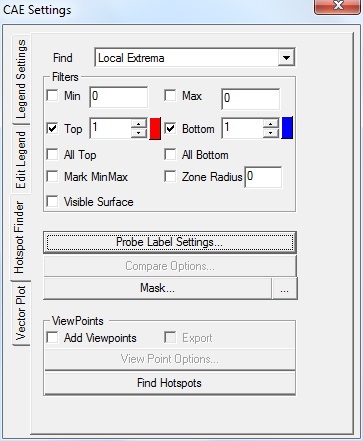 CAE Settings
Legend Settings
Edit Legend
Hotspot Finder
Vector Plot
Find Local Extrema
Filters
Min 0 Max 0
Top 1 Bottom 1
All Top All Bottom
Mark MinMax Zone Radius 0
Visible Surface
Probe Label Settings...
Compare Options...
Mask... ...
ViewPoints
Add Viewpoints Export
View Point Options...
Find Hotspots